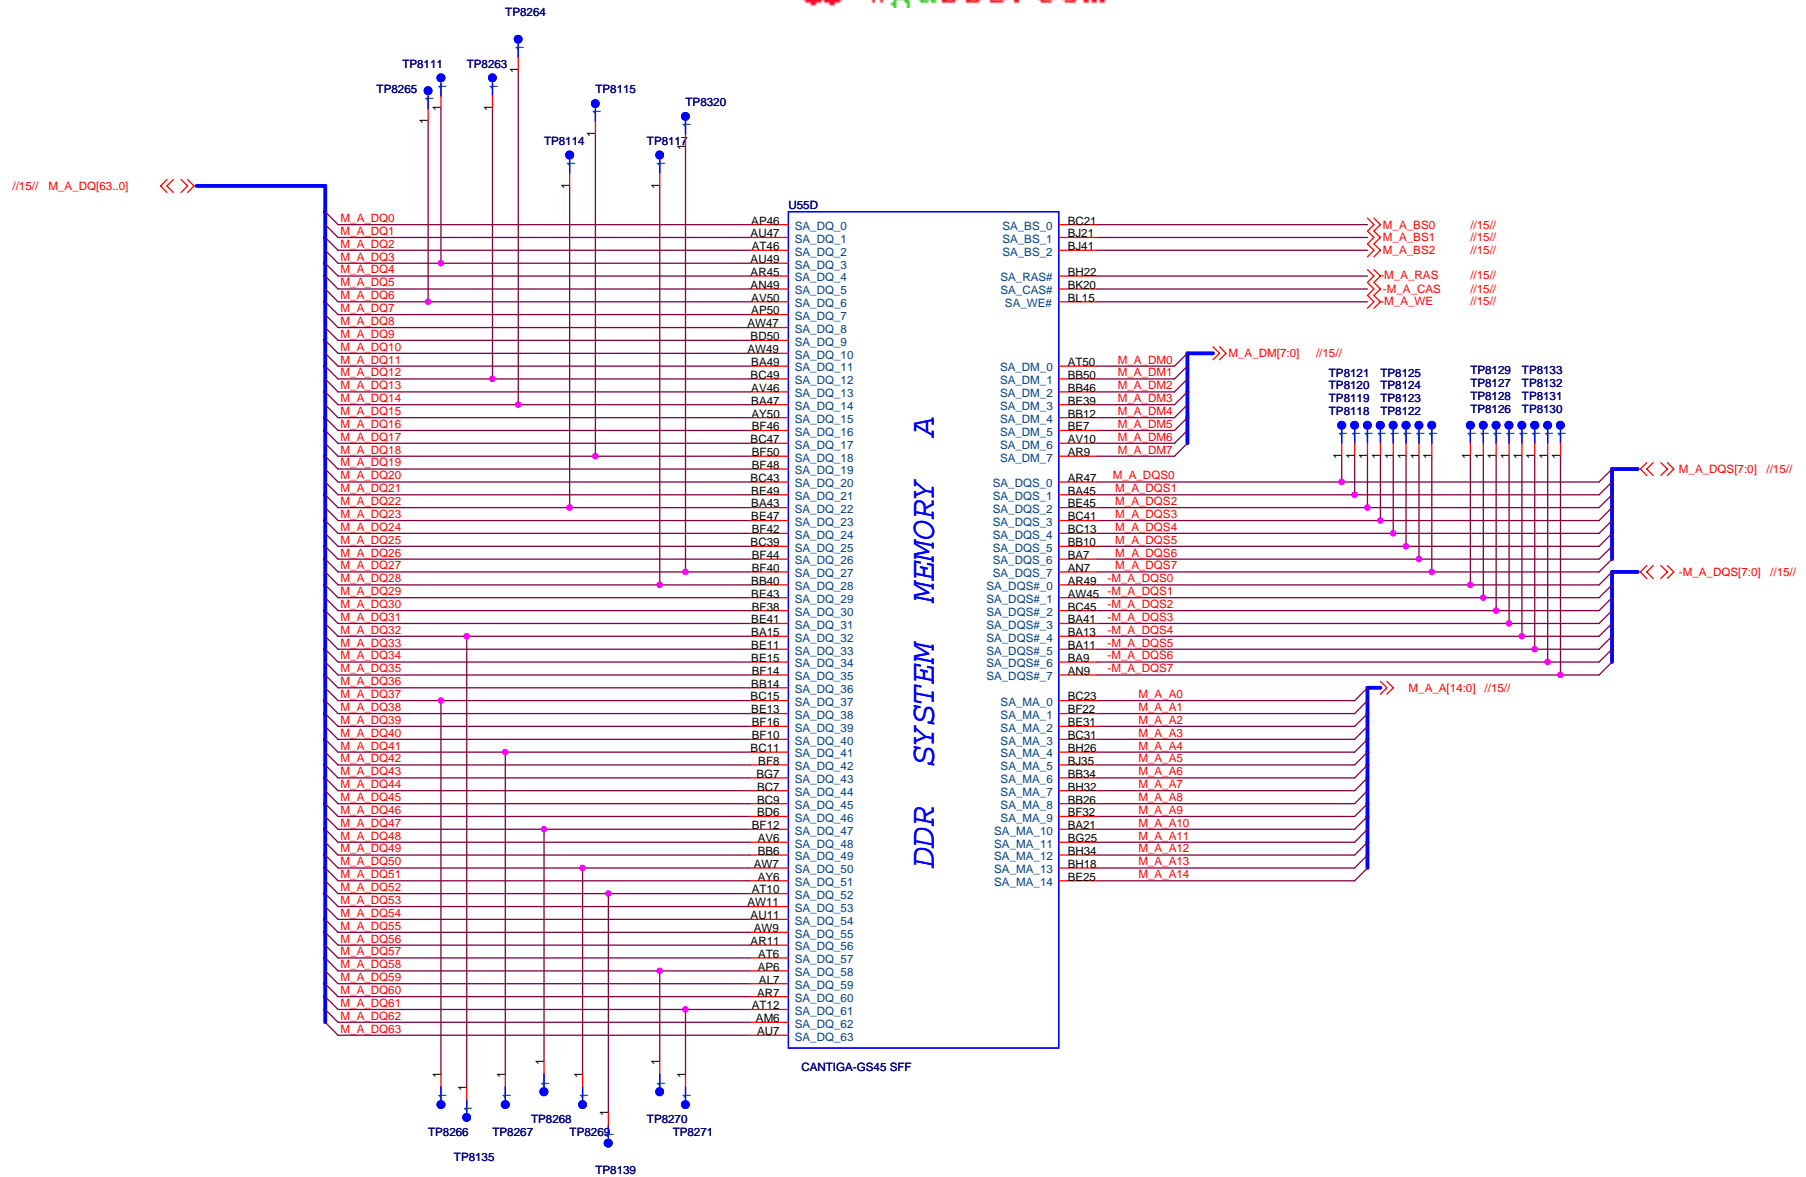 TP8264
TP8111 TP8263
TP8265 TP8115
TP8320
TP8114 TP8117
//15// M_A_DQ[63..0]
U55D
M_A_DQ0 AP46 SA_DQ_0 SA_BS_0 BC21 M_A_BS0 //15//
M_A_DQ1 AU47 SA_DQ_1 SA_BS_1 BJ21 M_A_BS1 //15//
M_A_DQ2 AT46 SA_DQ_2 SA_BS_2 BJ41 M_A_BS2 //15//
M_A_DQ3 AU49 SA_DQ_3
M_A_DQ4 AR45 SA_DQ_4 SA_RAS# BH22 -M_A_RAS //15//
M_A_DQ5 AN49 SA_DQ_5 SA_CAS# BK20 -M_A_CAS //15//
M_A_DQ6 AV50 SA_DQ_6 SA_WE# BL15 -M_A_WE //15//
M_A_DQ7 AP50 SA_DQ_7
M_A_DQ8 AW47 SA_DQ_8
M_A_DQ9 BD50 SA_DQ_9
M_A_DQ10 AW49 SA_DQ_10 M_A_DM[7:0] //15//
M_A_DQ11 BA49 SA_DQ_11 SA_DM_0 AT50 M_A_DM0
M_A_DQ12 BC49 SA_DQ_12 SA_DM_1 BB50 M_A_DM1
M_A_DQ13 AV46 SA_DQ_13 SA_DM_2 BB46 M_A_DM2
M_A_DQ14 BA47 SA_DQ_14 SA_DM_3 BE39 M_A_DM3
M_A_DQ15 AY50 SA_DQ_15 SA_DM_4 BB12 M_A_DM4
M_A_DQ16 BF46 SA_DQ_16 SA_DM_5 BE7 M_A_DM5
M_A_DQ17 BC47 SA_DQ_17 SA_DM_6 AV10 M_A_DM6
M_A_DQ18 BF50 SA_DQ_18 SA_DM_7 AR9 M_A_DM7
TP8121 TP8125 TP8129 TP8133
TP8120 TP8124 TP8127 TP8132
TP8119 TP8123 TP8128 TP8131
TP8118 TP8122 TP8126 TP8130
M_A_DQ19 BF48 SA_DQ_19 M_A_DQS[7:0] //15//
M_A_DQ20 BC43 SA_DQ_20 SA_DQS_0 AR47 M_A_DQS0
M_A_DQ21 BE49 SA_DQ_21 SA_DQS_1 BA45 M_A_DQS1
M_A_DQ22 BA43 SA_DQ_22 SA_DQS_2 BE45 M_A_DQS2
M_A_DQ23 BE47 SA_DQ_23 SA_DQS_3 BC41 M_A_DQS3
M_A_DQ24 BF42 SA_DQ_24 SA_DQS_4 BC13 M_A_DQS4
M_A_DQ25 BC39 SA_DQ_25 SA_DQS_5 BB10 M_A_DQS5
M_A_DQ26 BF44 SA_DQ_26 SA_DQS_6 BA7 M_A_DQS6
M_A_DQ27 BF40 SA_DQ_27 SA_DQS_7 AN7 M_A_DQS7 -M_A_DQS[7:0] //15//
M_A_DQ28 BB40 SA_DQ_28 SA_DQS#_0 AR49 -M_A_DQS0
M_A_DQ29 BE43 SA_DQ_29 SA_DQS#_1 AW45 -M_A_DQS1
M_A_DQ30 BF38 SA_DQ_30 SA_DQS#_2 BC45 -M_A_DQS2
M_A_DQ31 BE41 SA_DQ_31 SA_DQS#_3 BA41 -M_A_DQS3
M_A_DQ32 BA15 SA_DQ_32 SA_DQS#_4 BA13 -M_A_DQS4
M_A_DQ33 BE11 SA_DQ_33 SA_DQS#_5 BA11 -M_A_DQS5
M_A_DQ34 BE15 SA_DQ_34 SA_DQS#_6 BA9 -M_A_DQS6
M_A_DQ35 BF14 SA_DQ_35 SA_DQS#_7 AN9 -M_A_DQS7
M_A_DQ36 BB14 SA_DQ_36 M_A_A[14:0] //15//
M_A_DQ37 BC15 SA_DQ_37 SA_MA_0 BC23 M_A_A0
M_A_DQ38 BE13 SA_DQ_38 SA_MA_1 BF22 M_A_A1
M_A_DQ39 BF16 SA_DQ_39 SA_MA_2 BE31 M_A_A2
M_A_DQ40 BF10 SA_DQ_40 SA_MA_3 BC31 M_A_A3
M_A_DQ41 BC11 SA_DQ_41 SA_MA_4 BH26 M_A_A4
M_A_DQ42 BF8 SA_DQ_42 SA_MA_5 BJ35 M_A_A5
M_A_DQ43 BG7 SA_DQ_43 SA_MA_6 BB34 M_A_A6
M_A_DQ44 BC7 SA_DQ_44 SA_MA_7 BH32 M_A_A7
M_A_DQ45 BC9 SA_DQ_45 SA_MA_8 BB26 M_A_A8
M_A_DQ46 BD6 SA_DQ_46 SA_MA_9 BF32 M_A_A9
M_A_DQ47 BF12 SA_DQ_47 SA_MA_10 BA21 M_A_A10
M_A_DQ48 AV6 SA_DQ_48 SA_MA_11 BG25 M_A_A11
M_A_DQ49 BB6 SA_DQ_49 SA_MA_12 BH34 M_A_A12
M_A_DQ50 AW7 SA_DQ_50 SA_MA_13 BH18 M_A_A13
M_A_DQ51 AY6 SA_DQ_51 SA_MA_14 BE25 M_A_A14
M_A_DQ52 AT10 SA_DQ_52
M_A_DQ53 AW11 SA_DQ_53
M_A_DQ54 AU11 SA_DQ_54
M_A_DQ55 AW9 SA_DQ_55
M_A_DQ56 AR11 SA_DQ_56
M_A_DQ57 AT6 SA_DQ_57
M_A_DQ58 AP6 SA_DQ_58
M_A_DQ59 AL7 SA_DQ_59
M_A_DQ60 AR7 SA_DQ_60
M_A_DQ61 AT12 SA_DQ_61
M_A_DQ62 AM6 SA_DQ_62
M_A_DQ63 AU7 SA_DQ_63
DDR SYSTEM MEMORY A
CANTIGA-GS45 SFF
TP8268 TP8270
TP8266 TP8267 TP8269 TP8271
TP8135
TP8139